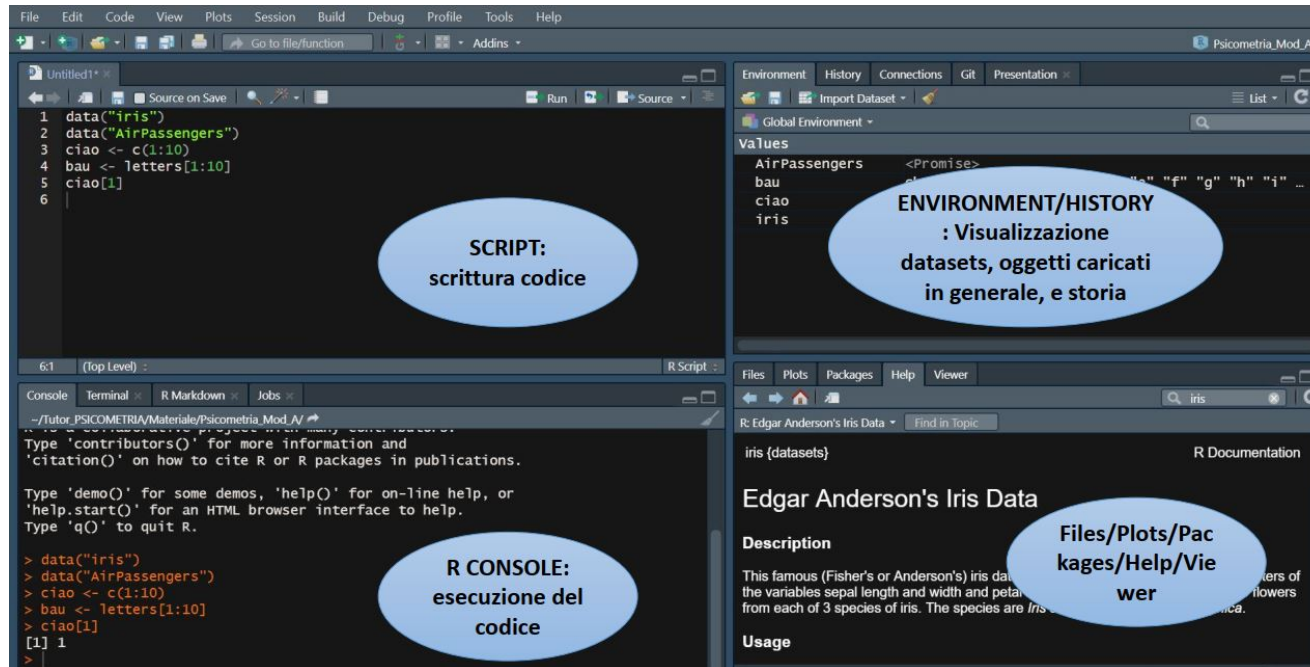 File Edit Code View Plots Session Build Debug Profile Tools Help
Go to file/function Addins
Psicometria_Mod_A
Untitled1*
Source on Save Run Source
1 data("iris")
2 data("AirPassengers")
3 ciao <- c(1:10)
4 bau <- letters[1:10]
5 ciao[1]
6
SCRIPT:
scrittura codice
6:1 (Top Level) R Script
Environment History Connections Git Presentation
Import Dataset List
Global Environment
Values
AirPassengers <Promise>
bau "f" "g" "h" "i" …
ciao
iris
ENVIRONMENT/HISTORY
: Visualizzazione
datasets, oggetti caricati
in generale, e storia
Console Terminal R Markdown Jobs
~/Tutor_PSICOMETRIA/Materiale/Psicometria_Mod_A/
R is a collaborative project with many contributors.
Type 'contributors()' for more information and
'citation()' on how to cite R or R packages in publications.
Type 'demo()' for some demos, 'help()' for on-line help, or
'help.start()' for an HTML browser interface to help.
Type 'q()' to quit R.
> data("iris")
> data("AirPassengers")
> ciao <- c(1:10)
> bau <- letters[1:10]
> ciao[1]
[1] 1
>
R CONSOLE:
esecuzione del
codice
Files Plots Packages Help Viewer
iris
R: Edgar Anderson's Iris Data Find in Topic
iris {datasets} R Documentation
Edgar Anderson's Iris Data
Description
This famous (Fisher's or Anderson's) iris
the variables sepal length and width and flowers
from each of 3 species of iris. The species are Iris
Usage
Files/Plots/Pac
kages/Help/Vie
wer